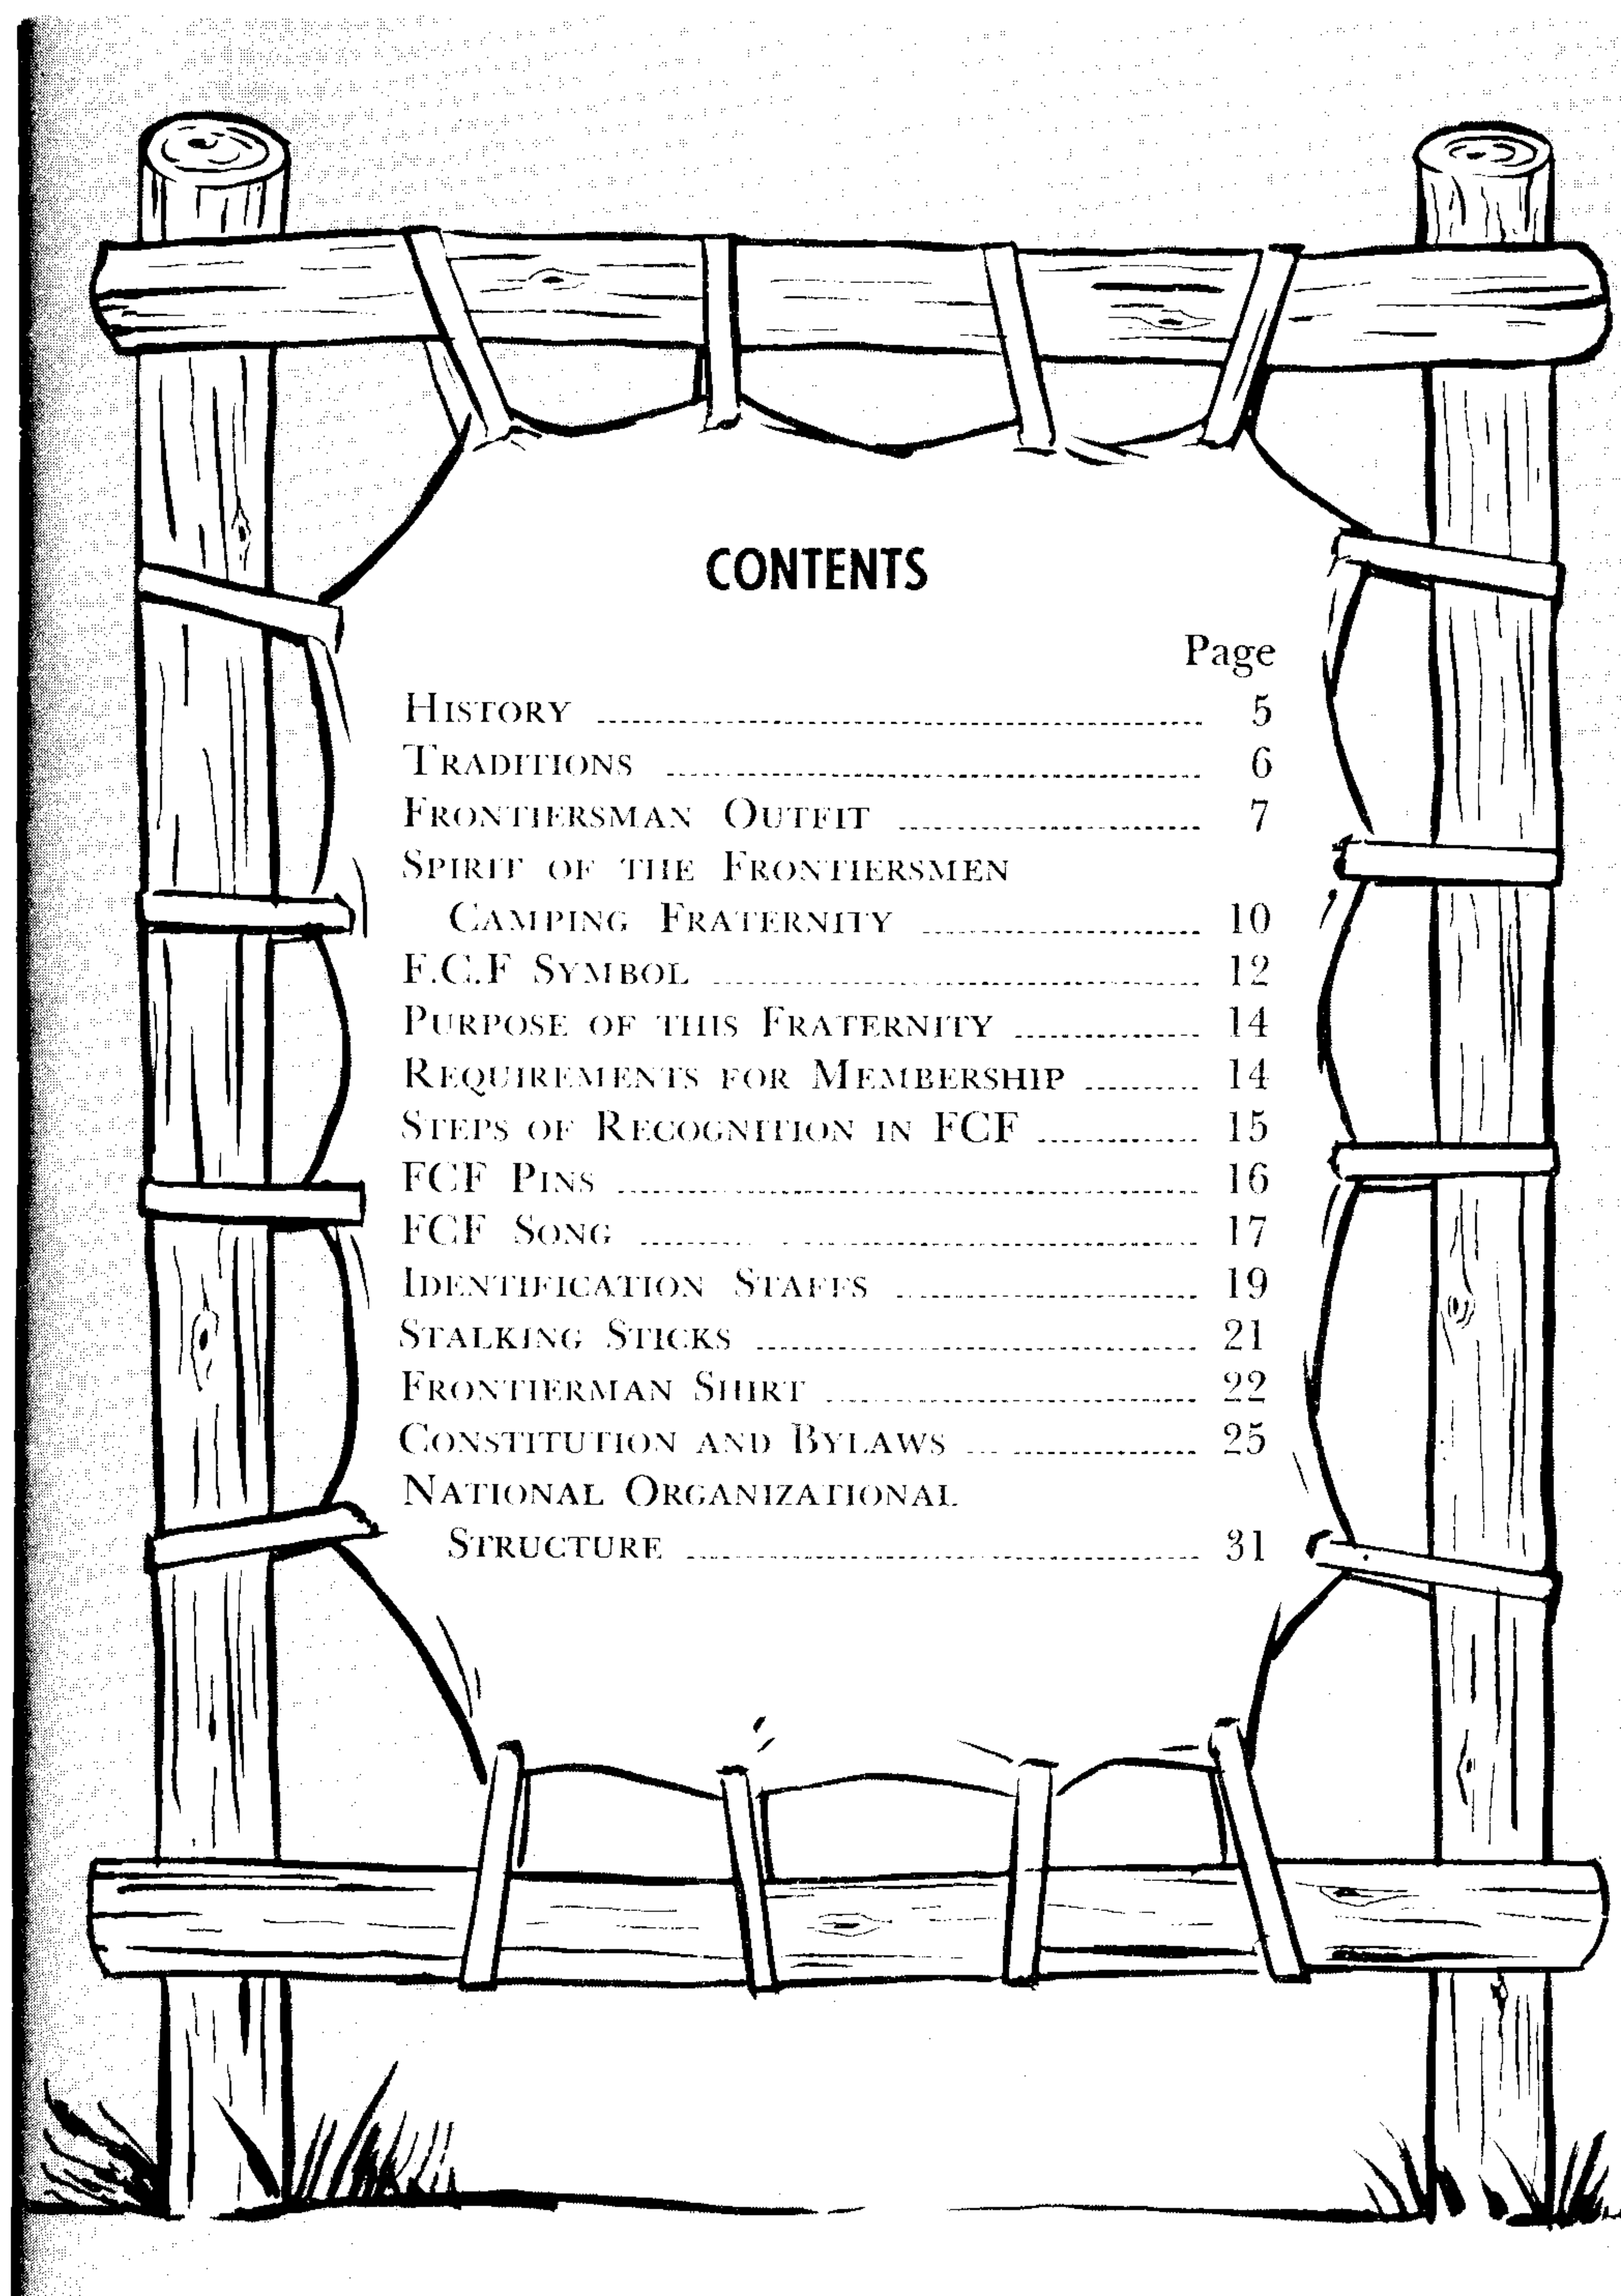 CONTENTS
Page
HISTORY 5
TRADITIONS 6
FRONTIERSMAN OUTFIT 7
SPIRIT OF THE FRONTIERSMEN
CAMPING FRATERNITY 10
F.C.F SYMBOL 12
PURPOSE OF THIS FRATERNITY 14
REQUIREMENTS FOR MEMBERSHIP 14
STEPS OF RECOGNITION IN FCF 15
FCF PINS 16
FCF SONG 17
IDENTIFICATION STAFFS 19
STALKING STICKS 21
FRONTIERMAN SHIRT 22
CONSTITUTION AND BYLAWS 25
NATIONAL ORGANIZATIONAL
STRUCTURE 31